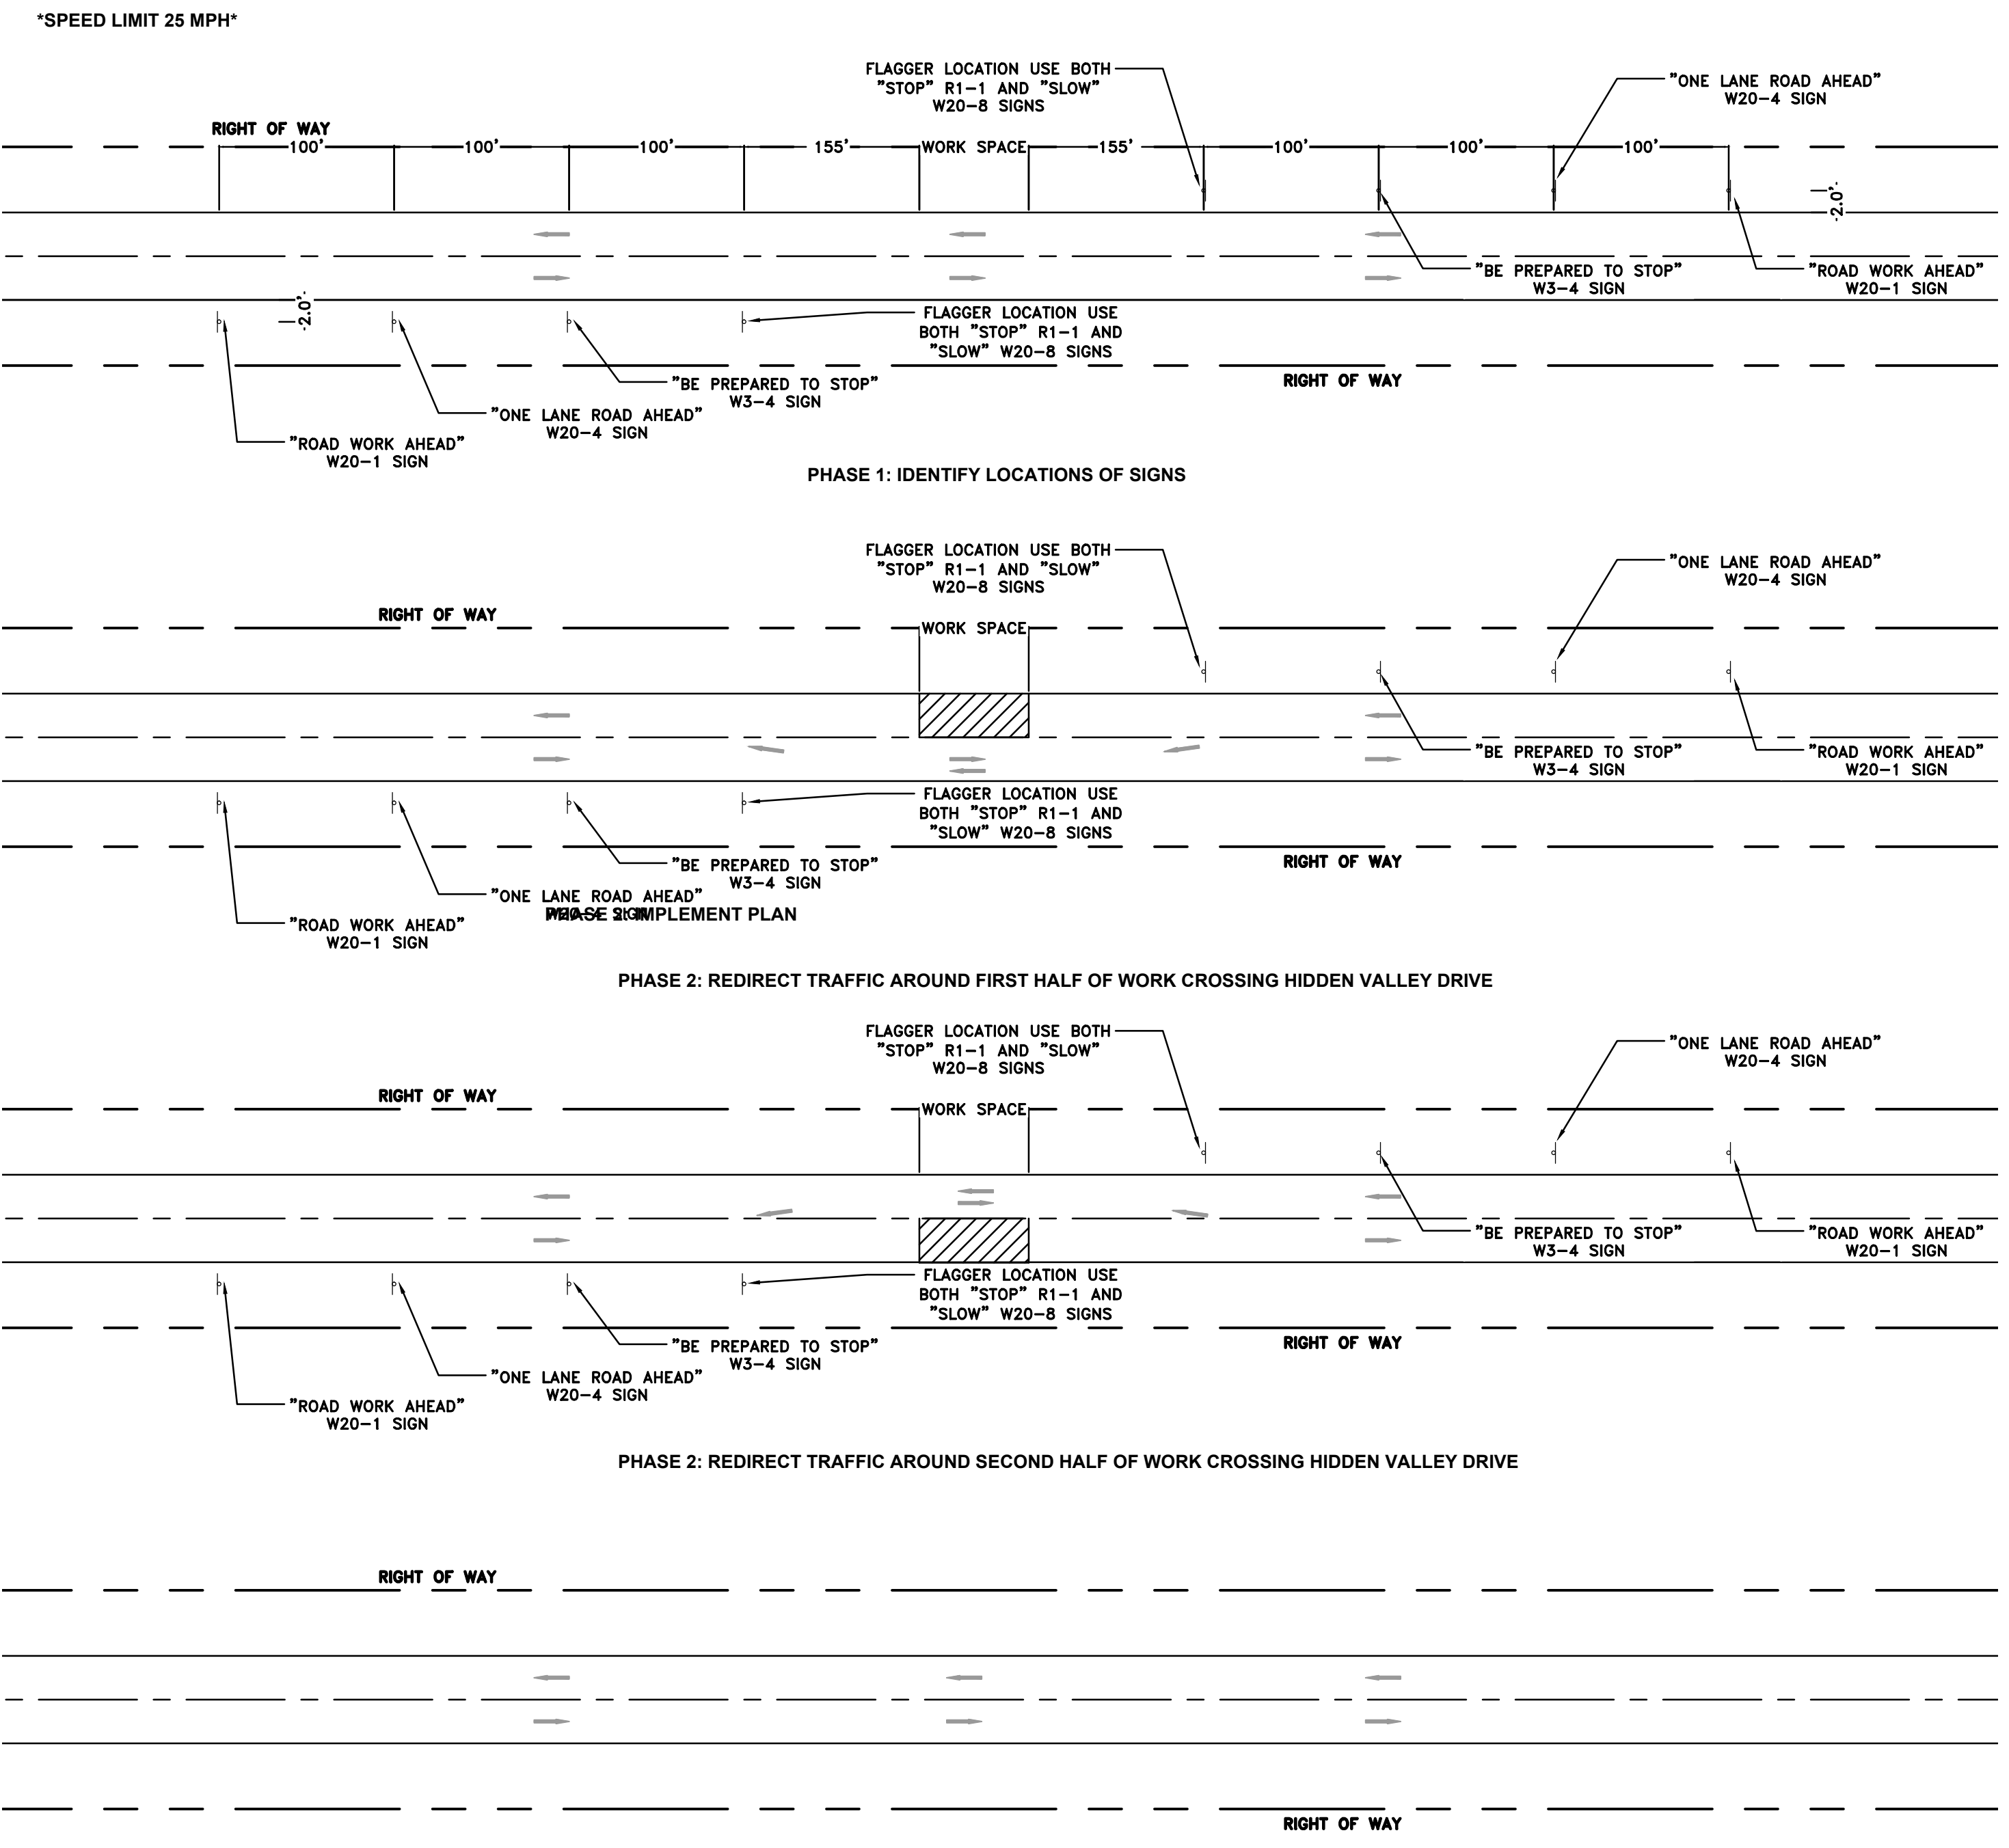 *SPEED LIMIT 25 MPH*
FLAGGER LOCATION USE BOTH
"STOP" R1-1 AND "SLOW"
W20-8 SIGNS
"ONE LANE ROAD AHEAD"
W20-4 SIGN
RIGHT OF WAY
100' 100' 100' 155' WORK SPACE 155' 100' 100' 100'
2.0'
"BE PREPARED TO STOP"
W3-4 SIGN
"ROAD WORK AHEAD"
W20-1 SIGN
2.0'
FLAGGER LOCATION USE
BOTH "STOP" R1-1 AND
"SLOW" W20-8 SIGNS
RIGHT OF WAY
"BE PREPARED TO STOP"
W3-4 SIGN
"ONE LANE ROAD AHEAD"
W20-4 SIGN
"ROAD WORK AHEAD"
W20-1 SIGN
PHASE 1: IDENTIFY LOCATIONS OF SIGNS
FLAGGER LOCATION USE BOTH
"STOP" R1-1 AND "SLOW"
W20-8 SIGNS
"ONE LANE ROAD AHEAD"
W20-4 SIGN
RIGHT OF WAY
WORK SPACE
"BE PREPARED TO STOP"
W3-4 SIGN
"ROAD WORK AHEAD"
W20-1 SIGN
FLAGGER LOCATION USE
BOTH "STOP" R1-1 AND
"SLOW" W20-8 SIGNS
RIGHT OF WAY
"BE PREPARED TO STOP"
W3-4 SIGN
"ONE LANE ROAD AHEAD"
W20-4 SIGN
PHASE 2: IMPLEMENT PLAN
"ROAD WORK AHEAD"
W20-1 SIGN
PHASE 2: REDIRECT TRAFFIC AROUND FIRST HALF OF WORK CROSSING HIDDEN VALLEY DRIVE
FLAGGER LOCATION USE BOTH
"STOP" R1-1 AND "SLOW"
W20-8 SIGNS
"ONE LANE ROAD AHEAD"
W20-4 SIGN
RIGHT OF WAY
WORK SPACE
"BE PREPARED TO STOP"
W3-4 SIGN
"ROAD WORK AHEAD"
W20-1 SIGN
FLAGGER LOCATION USE
BOTH "STOP" R1-1 AND
"SLOW" W20-8 SIGNS
RIGHT OF WAY
"BE PREPARED TO STOP"
W3-4 SIGN
"ONE LANE ROAD AHEAD"
W20-4 SIGN
"ROAD WORK AHEAD"
W20-1 SIGN
PHASE 2: REDIRECT TRAFFIC AROUND SECOND HALF OF WORK CROSSING HIDDEN VALLEY DRIVE
RIGHT OF WAY
RIGHT OF WAY